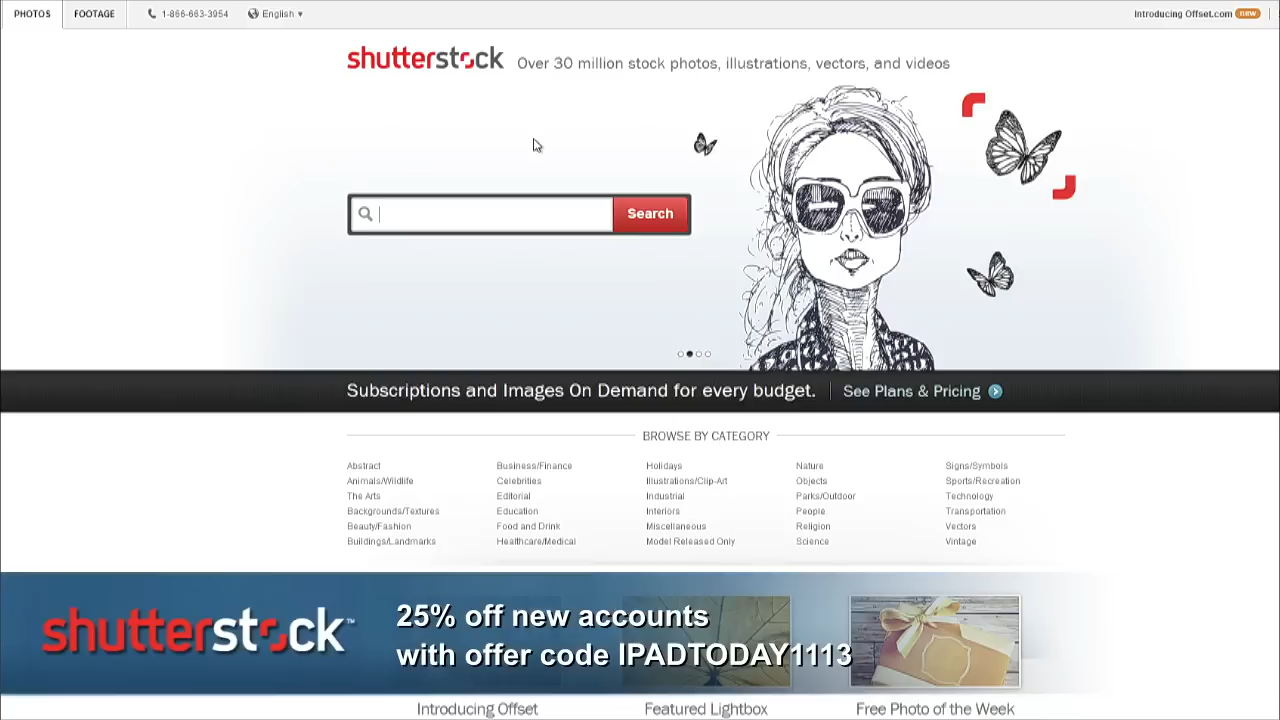 PHOTOS FOOTAGE 1-866-663-3954 English Introducing Offset.com new
shutterstock Over 30 million stock photos, illustrations, vectors, and videos
Search
Subscriptions and Images On Demand for every budget. See Plans & Pricing
BROWSE BY CATEGORY
Abstract Business/Finance Holidays Nature Signs/Symbols
Animals/Wildlife Celebrities Illustrations/Clip-Art Objects Sports/Recreation
The Arts Editorial Industrial Parks/Outdoor Technology
Backgrounds/Textures Education Interiors People Transportation
Beauty/Fashion Food and Drink Miscellaneous Religion Vectors
Buildings/Landmarks Healthcare/Medical Model Released Only Science Vintage
shutterstock™
25% off new accounts
with offer code IPADTODAY1113
Introducing Offset Featured Lightbox Free Photo of the Week